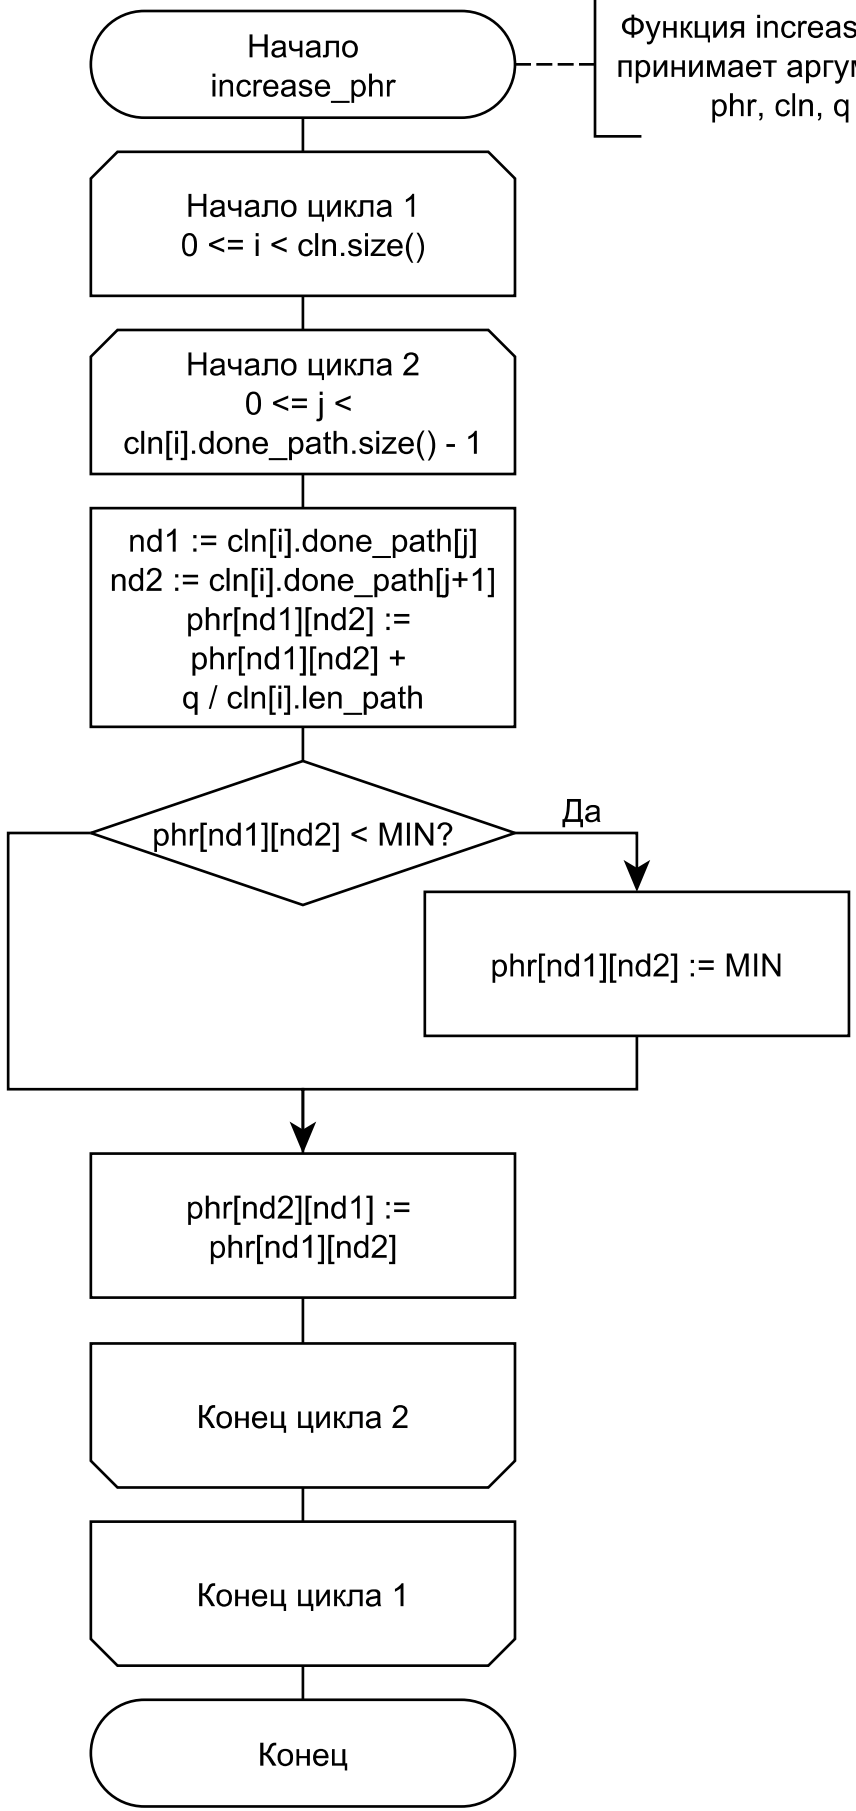 Начало
increase_phr
Функция
принимает
phr, cln, q
Начало цикла 1
0 <= i < cln.size()
Начало цикла 2
0 <= j <
cln[i].done_path.size() - 1
nd1 := cln[i].done_path[j]
nd2 := cln[i].done_path[j+1]
phr[nd1][nd2] :=
phr[nd1][nd2] +
q / cln[i].len_path
phr[nd1][nd2] < MIN?
Да
phr[nd1][nd2] := MIN
phr[nd2][nd1] :=
phr[nd1][nd2]
Конец цикла 2
Конец цикла 1
Конец